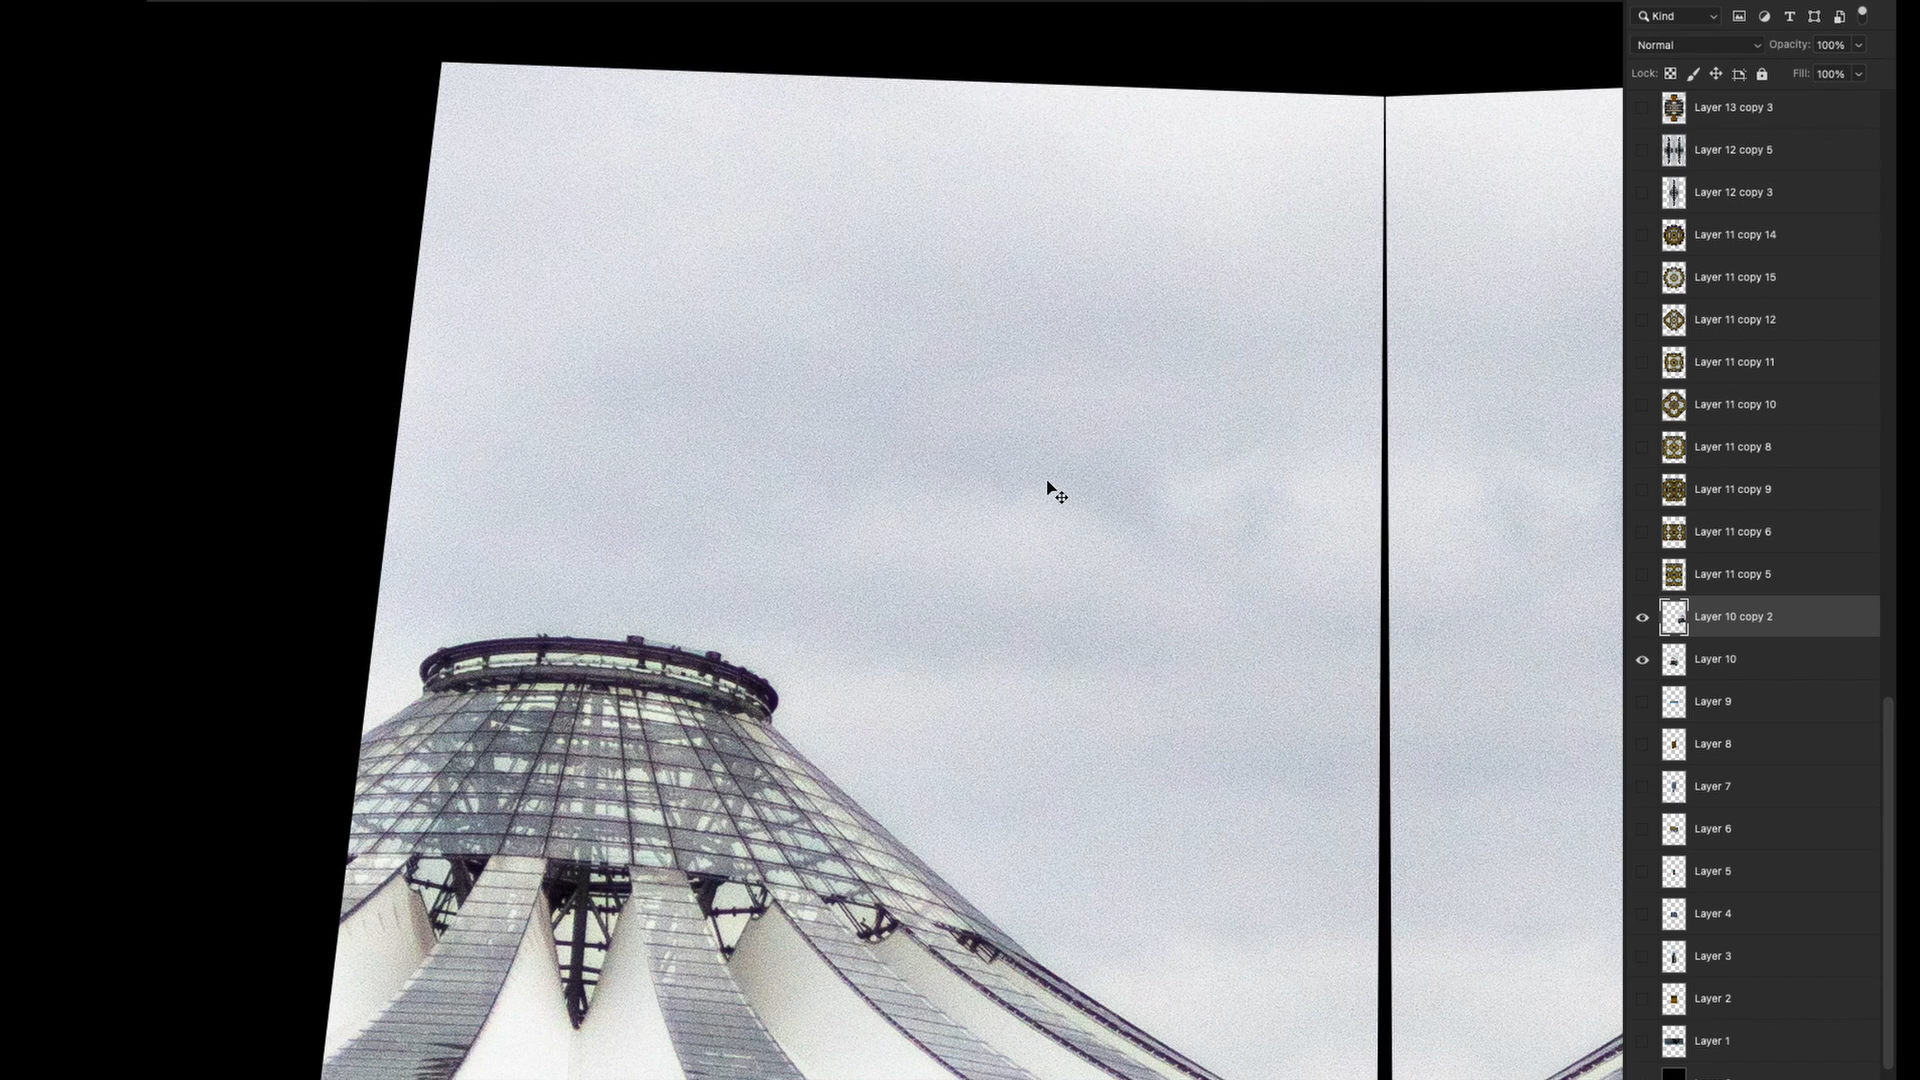 Kind
Normal Opacity: 100%
Lock: Fill: 100%
Layer 13 copy 3
Layer 12 copy 5
Layer 12 copy 3
Layer 11 copy 14
Layer 11 copy 15
Layer 11 copy 12
Layer 11 copy 11
Layer 11 copy 10
Layer 11 copy 8
Layer 11 copy 9
Layer 11 copy 6
Layer 11 copy 5
Layer 10 copy 2
Layer 10
Layer 9
Layer 8
Layer 7
Layer 6
Layer 5
Layer 4
Layer 3
Layer 2
Layer 1